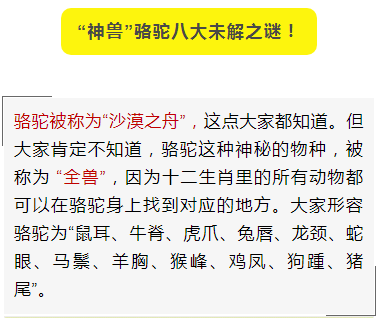 “神兽”骆驼八大未解之谜！
骆驼被称为“沙漠之舟”，这点大家都知道。但
大家肯定不知道，骆驼这种神秘的物种，被
称为 “全兽”，因为十二生肖里的所有动物都
可以在骆驼身上找到对应的地方。大家形容
骆驼为“鼠耳、牛脊、虎爪、兔唇、龙颈、蛇
眼、马鬃、羊胸、猴峰、鸡凤、狗踵、猪
尾”。